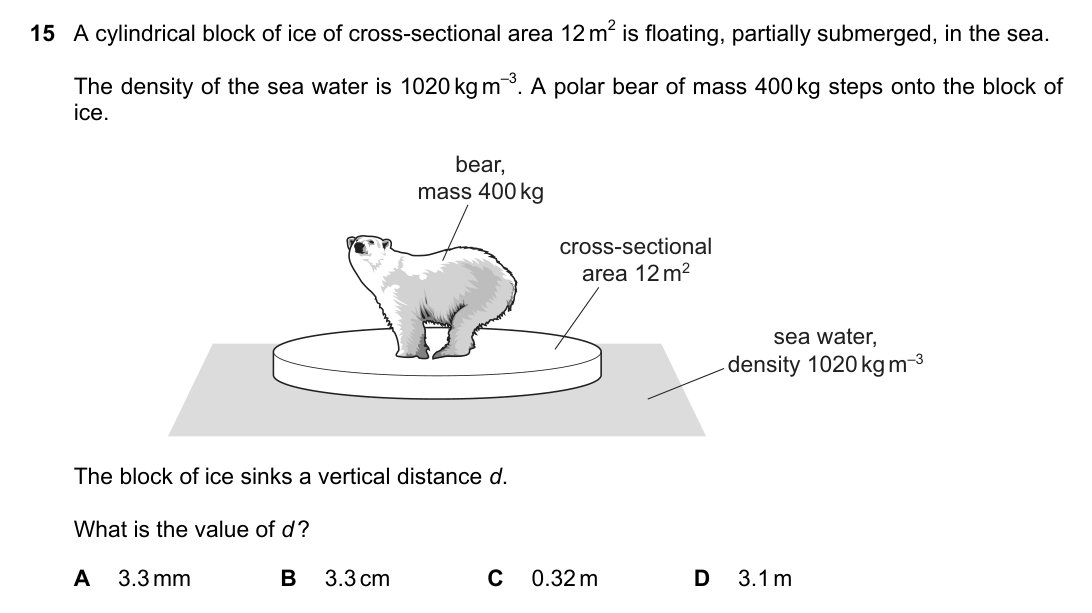 15 A cylindrical block of ice of cross-sectional area 12 m² is floating, partially submerged, in the sea.
The density of the sea water is 1020 kg m⁻³. A polar bear of mass 400 kg steps onto the block of
ice.
bear,
mass 400 kg
cross-sectional
area 12 m²
sea water,
density 1020 kg m⁻³
The block of ice sinks a vertical distance d.
What is the value of d?
A 3.3 mm B 3.3 cm C 0.32 m D 3.1 m